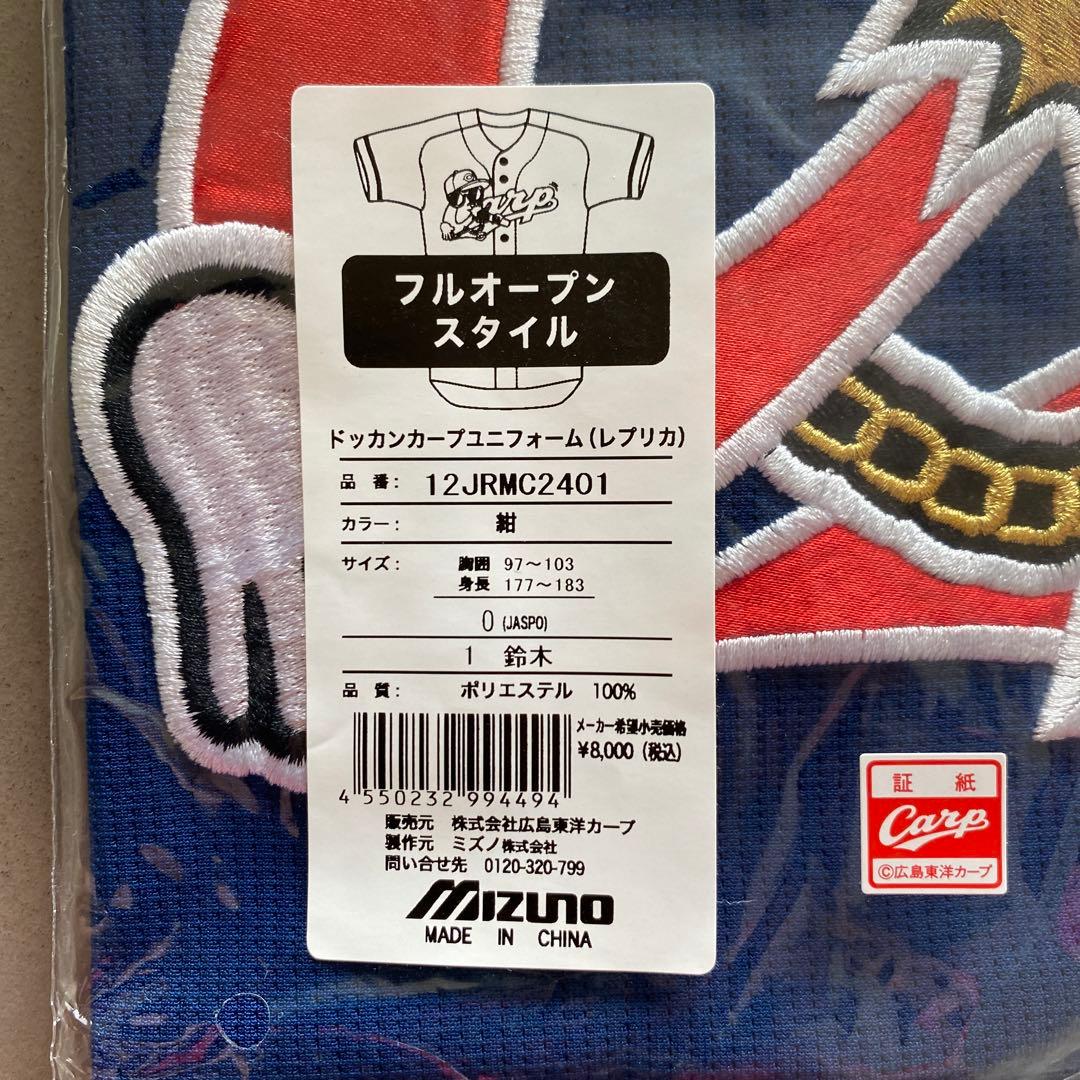 Carp
フルオープン
スタイル
ドッカンカープユニフォーム(レプリカ)
品 番: 12JRMC2401
カラー: 紺
サイズ: 胸囲 97～103
身長 177～183
O (JASPO)
1 鈴木
品 質: ポリエステル 100%
メーカー希望小売価格
¥8,000 (税込)
4 550232 994494
販売元 株式会社広島東洋カープ
製作元 ミズノ株式会社
問い合せ先 0120-320-799
MIZUNO
MADE IN CHINA
証 紙
Carp
©広島東洋カープ